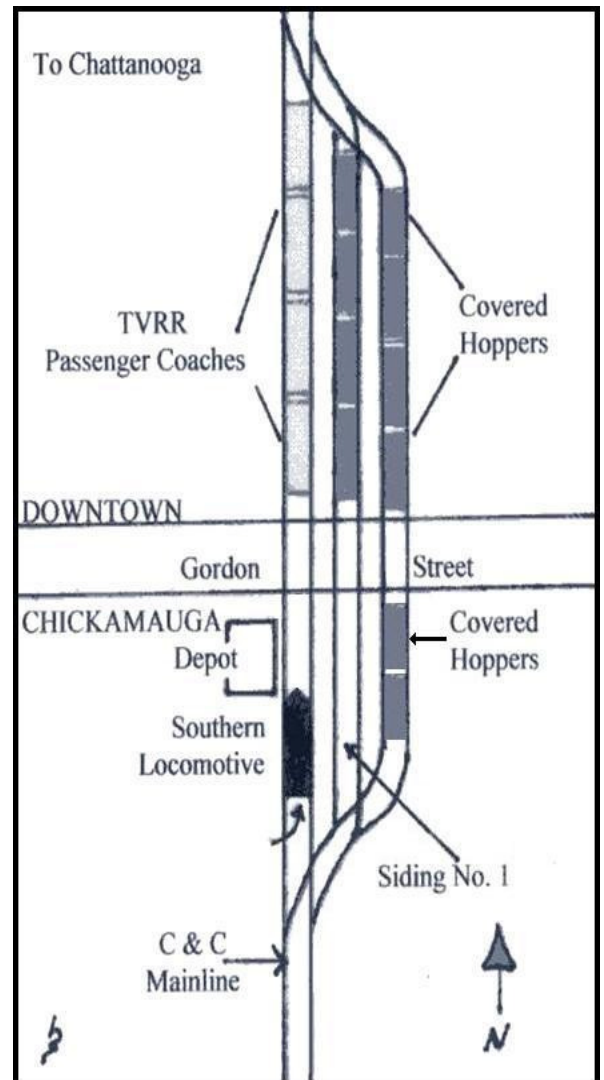 To Chattanooga
TVRR
Passenger Coaches
Covered
Hoppers
DOWNTOWN
Gordon Street
CHICKAMAUGA
Depot
Covered
Hoppers
Southern
Locomotive
Siding No. 1
C & C
Mainline
N